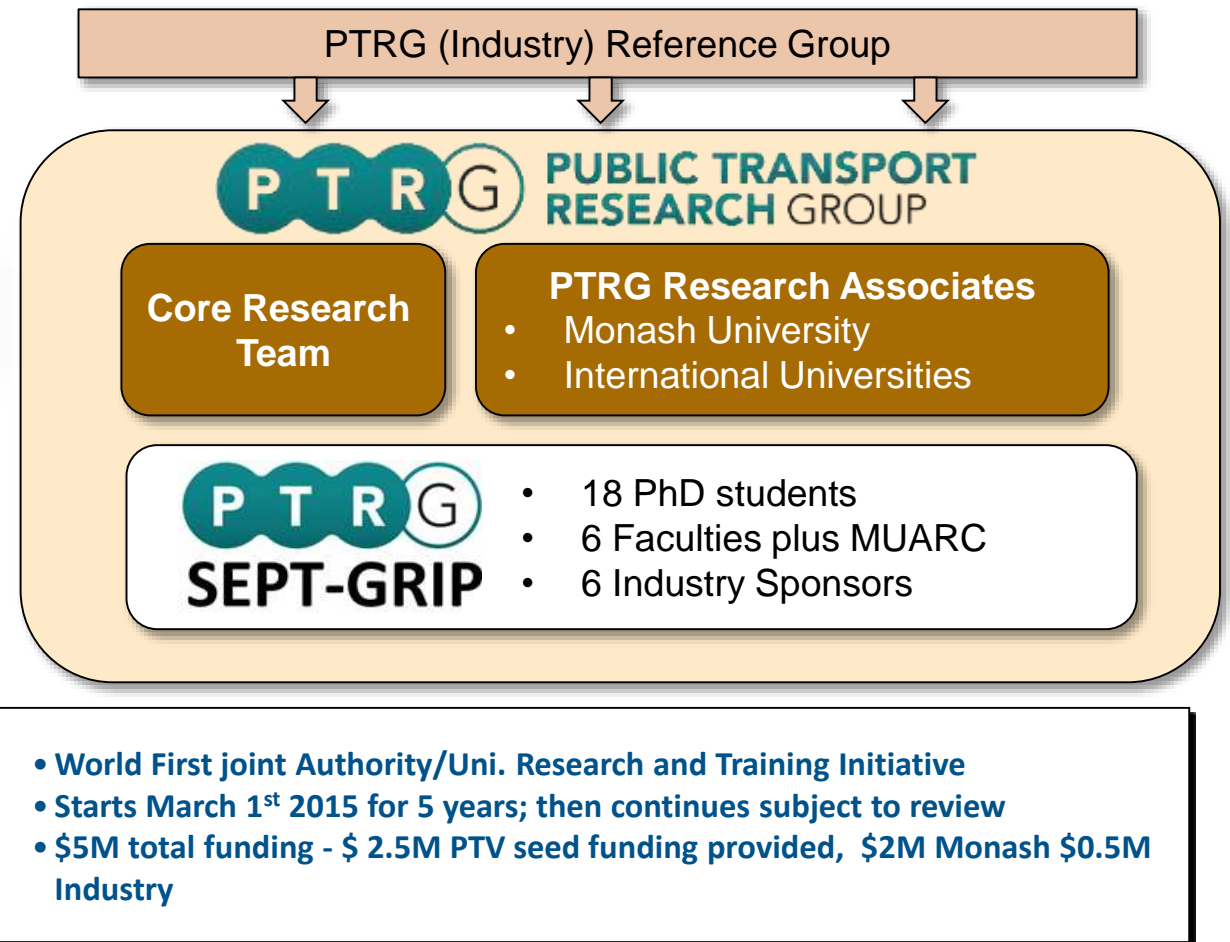 PTRG (Industry) Reference Group
PTRG PUBLIC TRANSPORT
RESEARCH GROUP
Core Research
Team
PTRG Research Associates
• Monash University
• International Universities
PTRG
SEPT-GRIP
• 18 PhD students
• 6 Faculties plus MUARC
• 6 Industry Sponsors
• World First joint Authority/Uni. Research and Training Initiative
• Starts March 1st 2015 for 5 years; then continues subject to review
• $5M total funding - $ 2.5M PTV seed funding provided, $2M Monash $0.5M
Industry